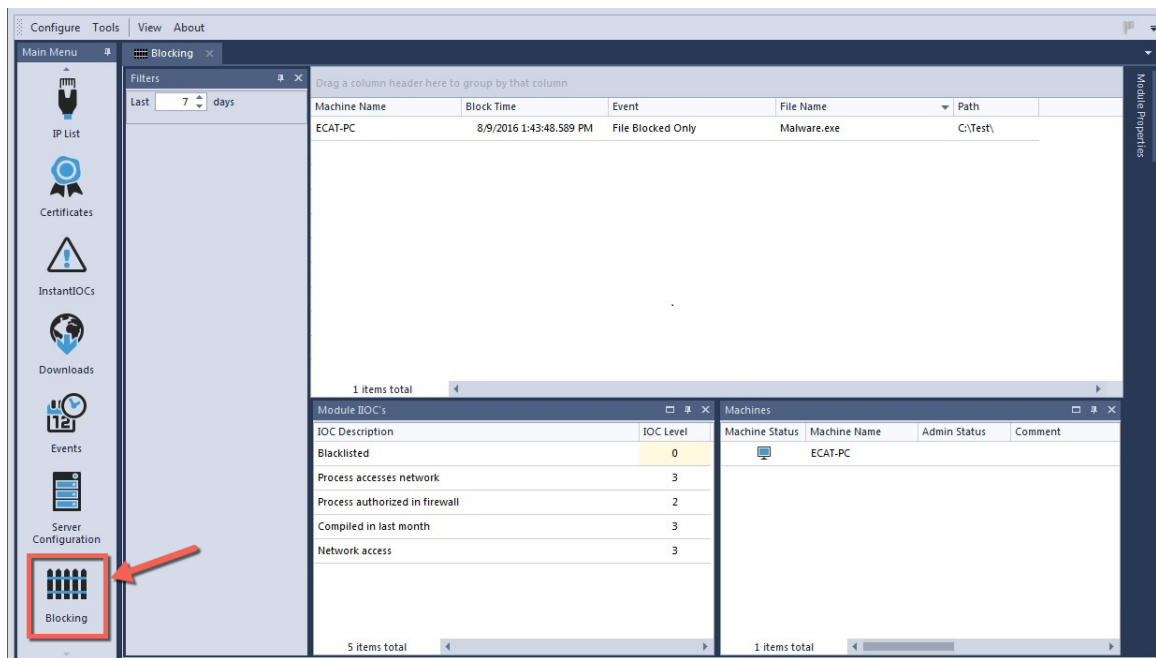 Configure Tools View About
Main Menu
IP List
Certificates
InstantIOCs
Downloads
12
Events
Server
Configuration
Blocking
Blocking
Filters
Last 7 days
Drag a column header here to group by that column
Machine Name Block Time Event File Name Path
ECAT-PC 8/9/2016 1:43:48.589 PM File Blocked Only Malware.exe C:\Test\
1 items total
Module IIOC's
IOC Description IOC Level
Blacklisted 0
Process accesses network 3
Process authorized in firewall 2
Compiled in last month 3
Network access 3
5 items total
Machines
Machine Status Machine Name Admin Status Comment
ECAT-PC
1 items total
Module Properties